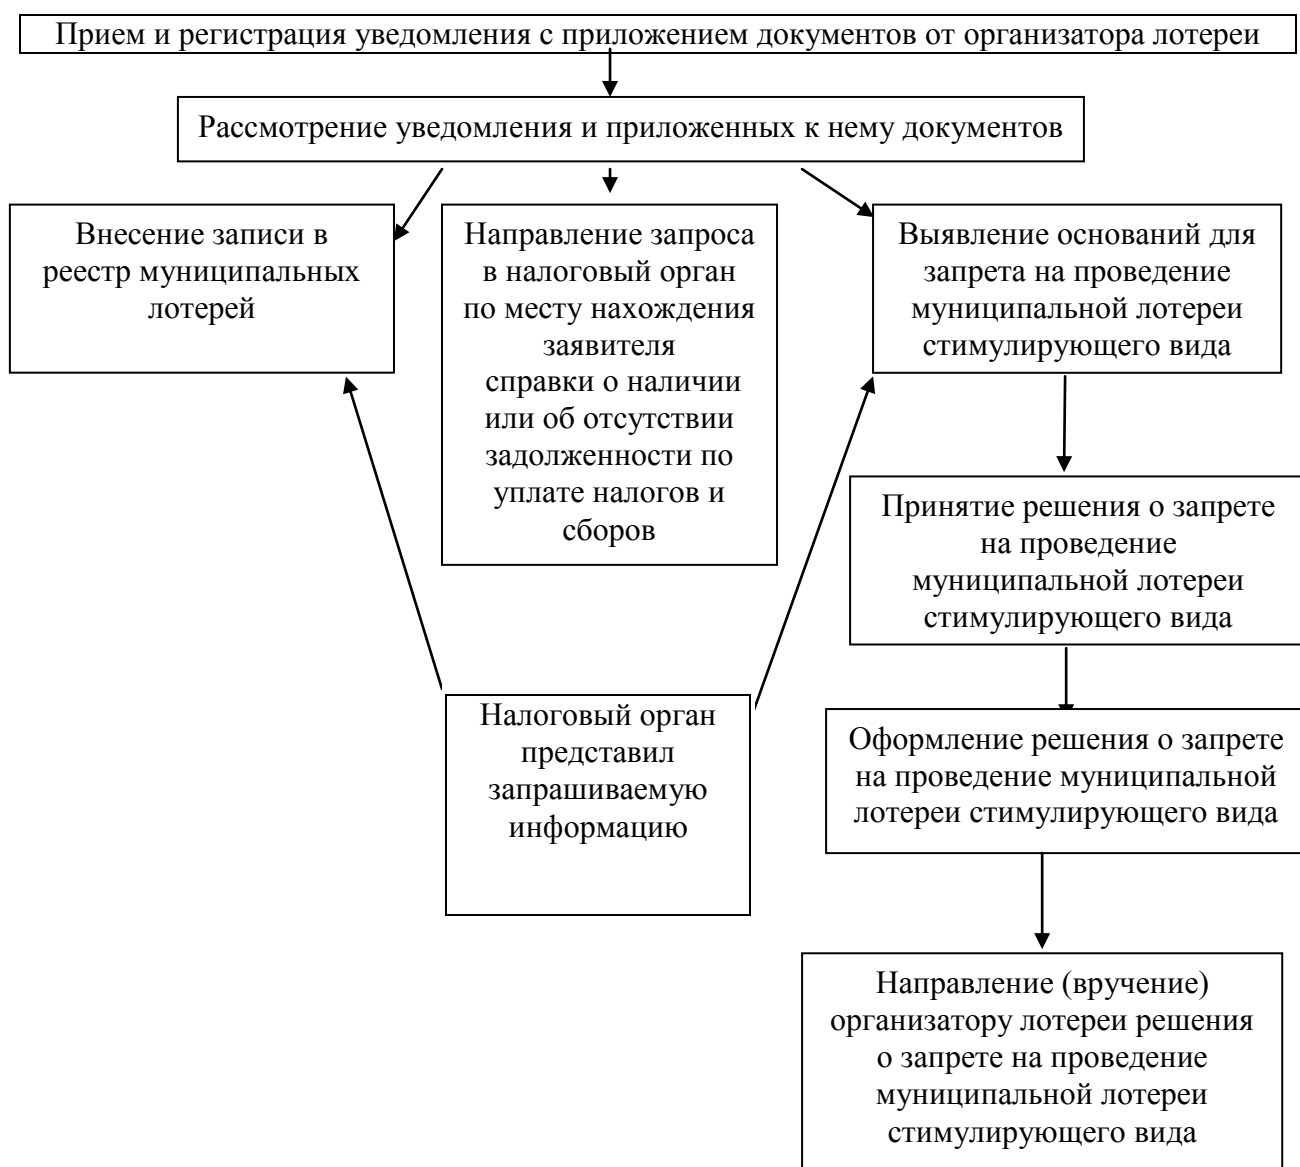 Прием и регистрация уведомления с приложением документов от организатора лотереи
Рассмотрение уведомления и приложенных к нему документов
Внесение записи в
реестр муниципальных
лотерей
Направление запроса
в налоговый орган
по месту нахождения
заявителя
справки о наличии
или об отсутствии
задолженности по
уплате налогов и
сборов
Выявление оснований для
запрета на проведение
муниципальной лотереи
стимулирующего вида
Принятие решения о запрете
на проведение
муниципальной лотереи
стимулирующего вида
Налоговый орган
представил
запрашиваемую
информацию
Оформление решения о запрете
на проведение муниципальной
лотереи стимулирующего вида
Направление (вручение)
организатору лотереи решения
о запрете на проведение
муниципальной лотереи
стимулирующего вида